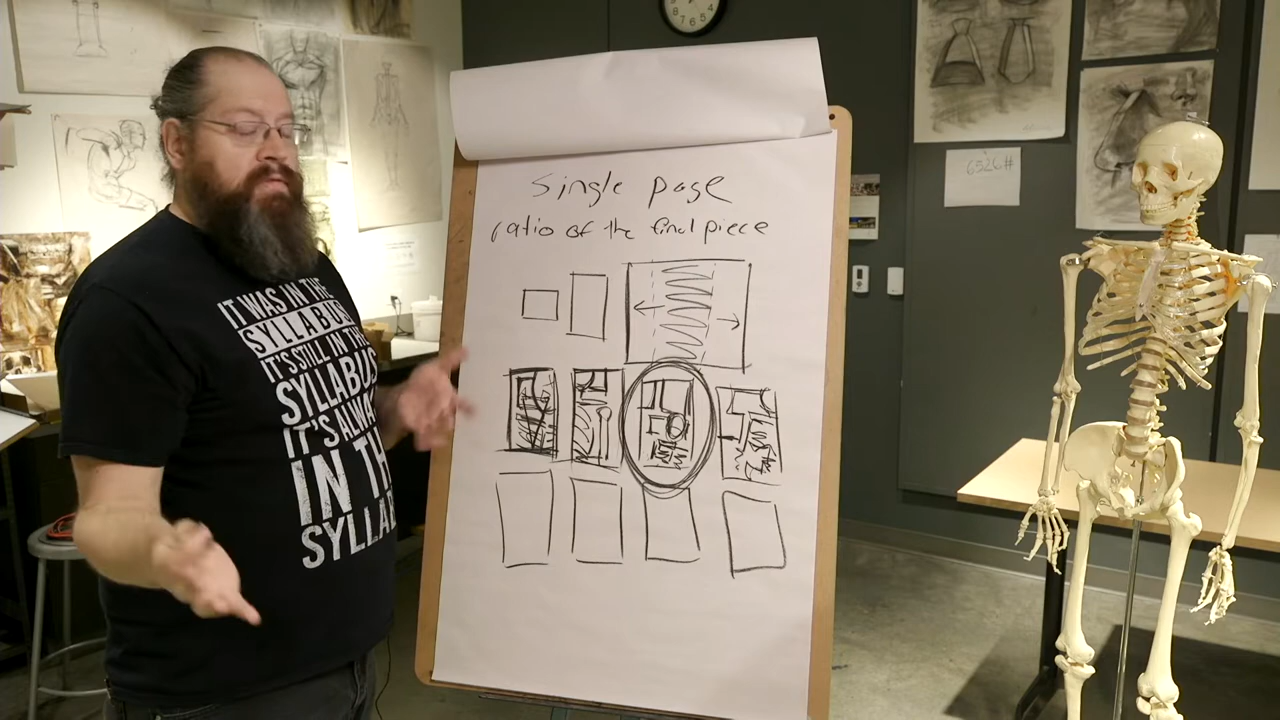 Single page
ratio of the final piece
IT WAS IN THE
SYLLABUS
IT'S STILL IN THE
SYLLABUS
IT'S ALWA
IN TH
SYLLAB
6526#